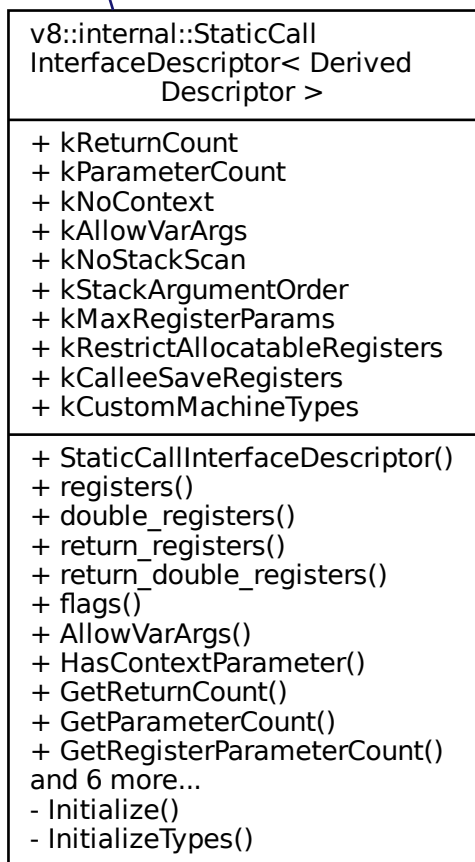 v8::internal::StaticCall
InterfaceDescriptor< Derived
Descriptor >
+ kReturnCount
+ kParameterCount
+ kNoContext
+ kAllowVarArgs
+ kNoStackScan
+ kStackArgumentOrder
+ kMaxRegisterParams
+ kRestrictAllocatableRegisters
+ kCalleeSaveRegisters
+ kCustomMachineTypes
+ StaticCallInterfaceDescriptor()
+ registers()
+ double_registers()
+ return_registers()
+ return_double_registers()
+ flags()
+ AllowVarArgs()
+ HasContextParameter()
+ GetReturnCount()
+ GetParameterCount()
+ GetRegisterParameterCount()
and 6 more...
- Initialize()
- InitializeTypes()